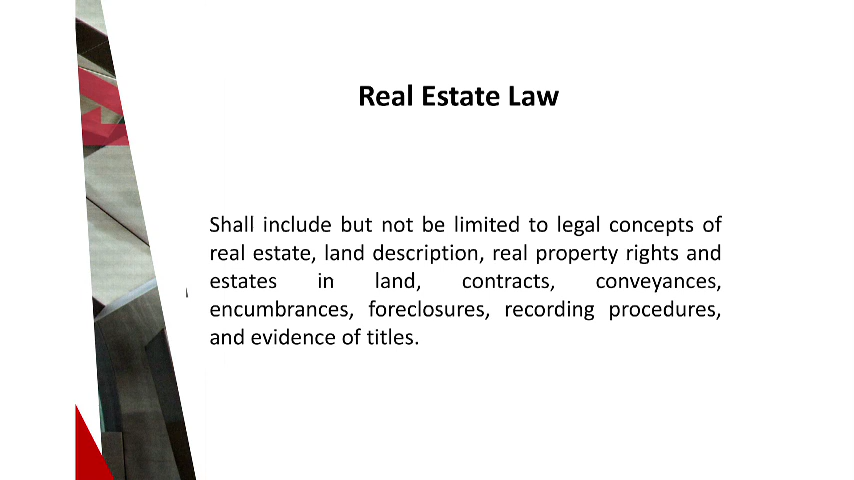 Real Estate Law
Shall include but not be limited to legal concepts of
real estate, land description, real property rights and
estates in land, contracts, conveyances,
encumbrances, foreclosures, recording procedures,
and evidence of titles.